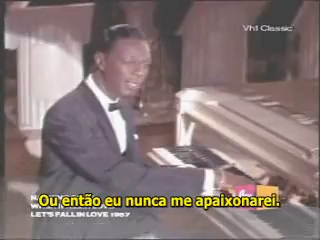 Vh1 Classic
Ou então eu nunca me apaixonarei.
LET'S FALL IN LOVE 1957